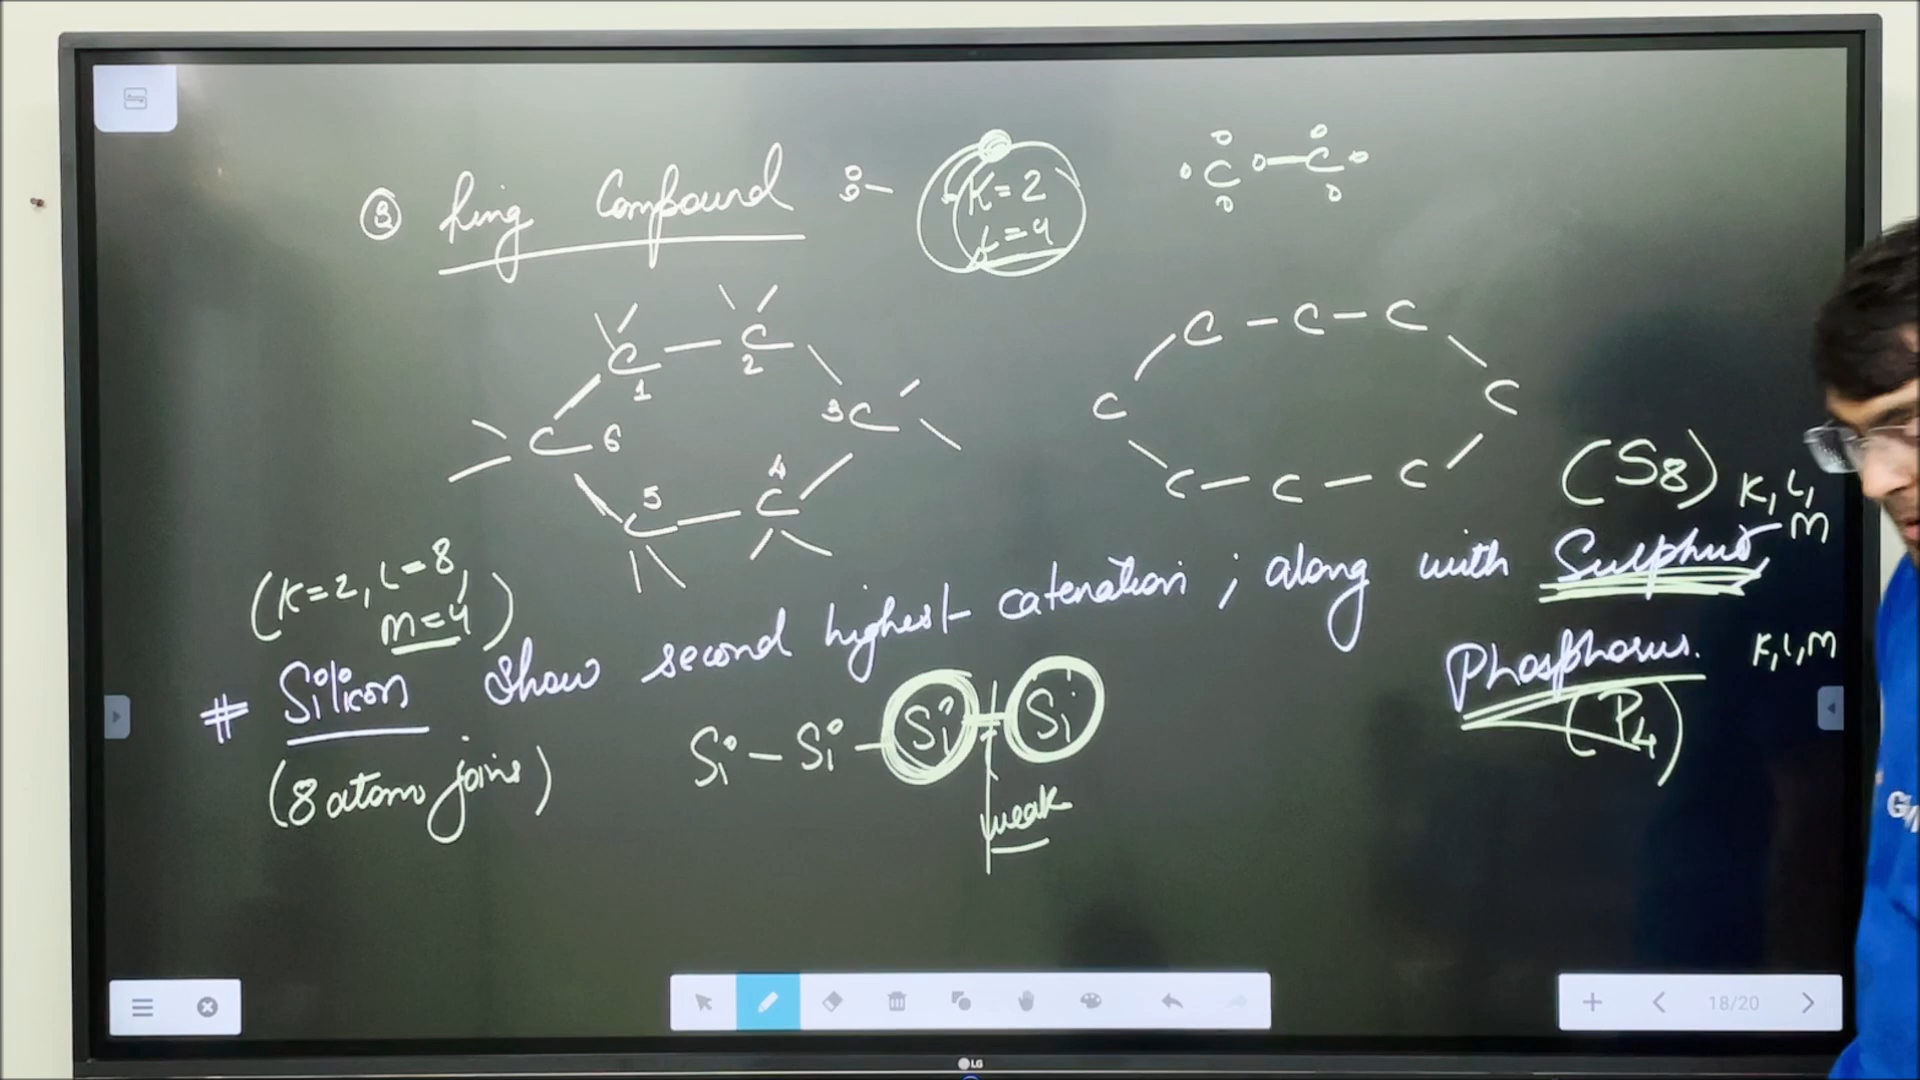 ③ Ring Compound :-
K=2
L=4
C - C
C - C
1 2
C 6
3 C
5 4
C - C
C - C - C
C C
C - C - C
(S8) K, L, M
(K=2, L=8,
M=4)
# Silicon show second highest catenation ; along with Sulphur,
Phosphorus. K, L, M
(P4)
(8 atom joins)
Si - Si - Si = Si
weak
18/20
LG